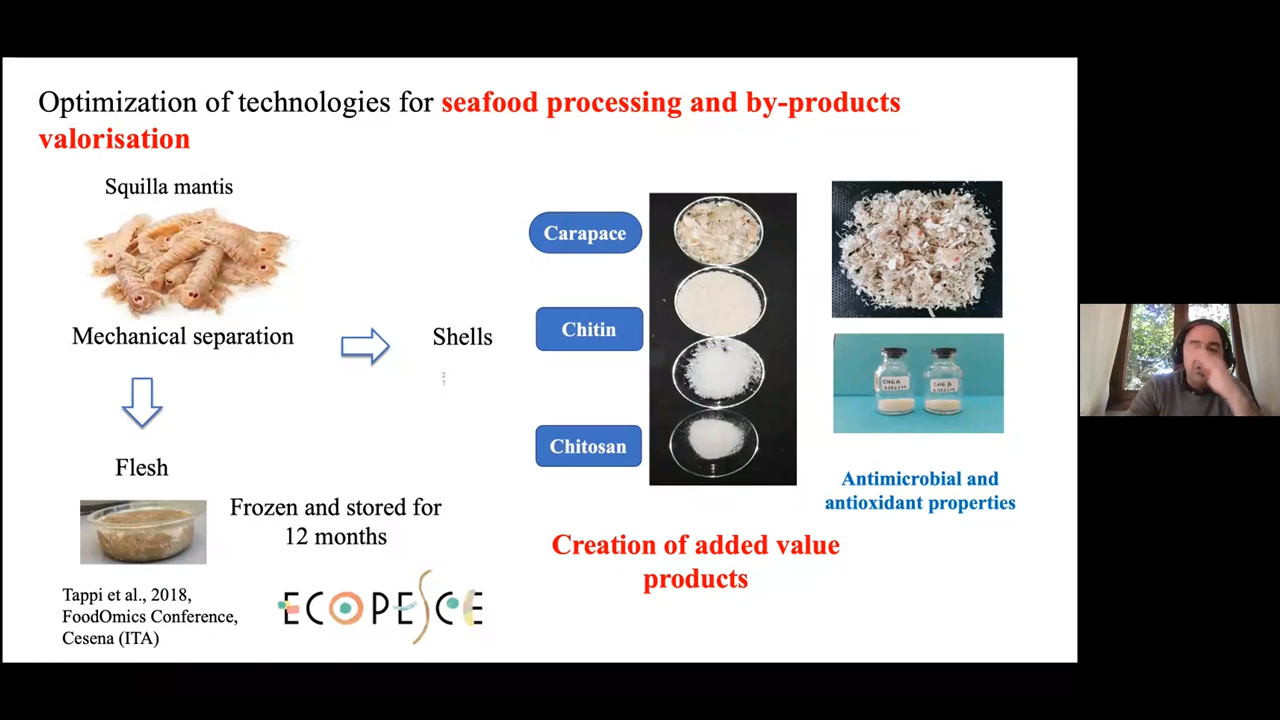 Optimization of technologies for seafood processing and by-products
valorisation
Squilla mantis
Mechanical separation
Shells
2
7
Flesh
Frozen and stored for
12 months
Tappi et al., 2018,
FoodOmics Conference,
Cesena (ITA)
ECOPESCE
Carapace
Chitin
Chitosan
Antimicrobial and
antioxidant properties
Creation of added value
products